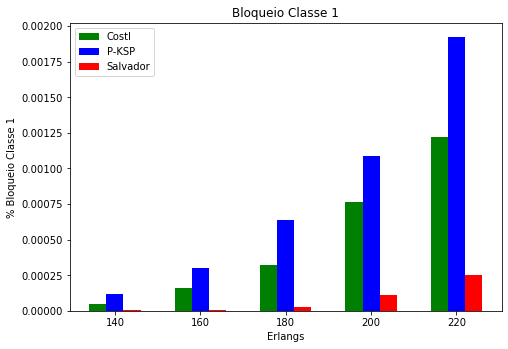 Bloqueio Classe 1
CostI
P-KSP
Salvador
% Bloqueio Classe 1
0.00200
0.00175
0.00150
0.00125
0.00100
0.00075
0.00050
0.00025
0.00000
140 160 180 200 220
Erlangs